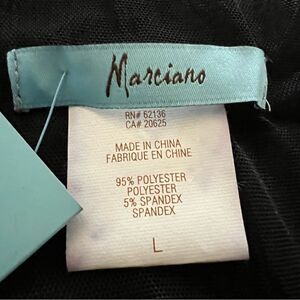 Marciano
RN# 62136
CA# 20625
MADE IN CHINA
FABRIQUE EN CHINE
95% POLYESTER
POLYESTER
5% SPANDEX
SPANDEX
L